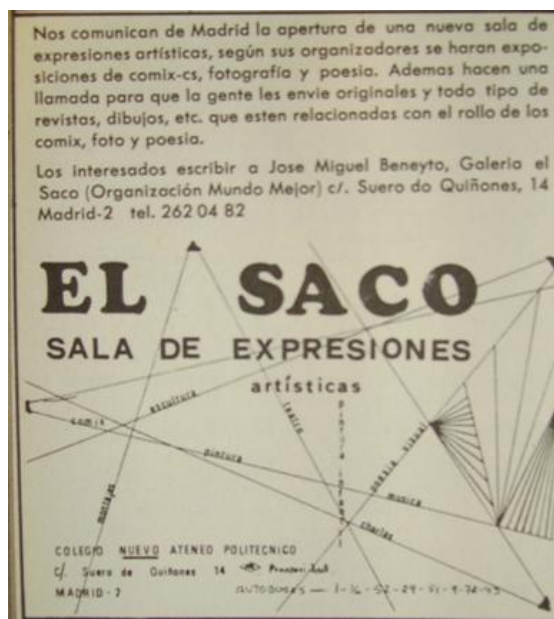 Nos comunican de Madrid la apertura de una nueva sala de
expresiones artísticas, según sus organizadores se haran expo-
siciones de comix-cs, fotografía y poesia. Ademas hacen una
llamada para que la gente les envie originales y todo tipo de
revistas, dibujos, etc. que esten relacionadas con el rollo de los
comix, foto y poesia.
Los interesados escribir a Jose Miguel Beneyto, Galeria el
Saco (Organización Mundo Mejor) c/. Suero do Quiñones, 14
Madrid-2 tel. 262 04 82
EL SACO
SALA DE EXPRESIONES
artísticas
comix
escultura
teatro
pintura
montajes
poesia visual
musica
charlas
COLEGIO NUEVO ATENEO POLITECNICO
C/ Suero de Quiñones 14
MADRID-2
AUTOBUSES